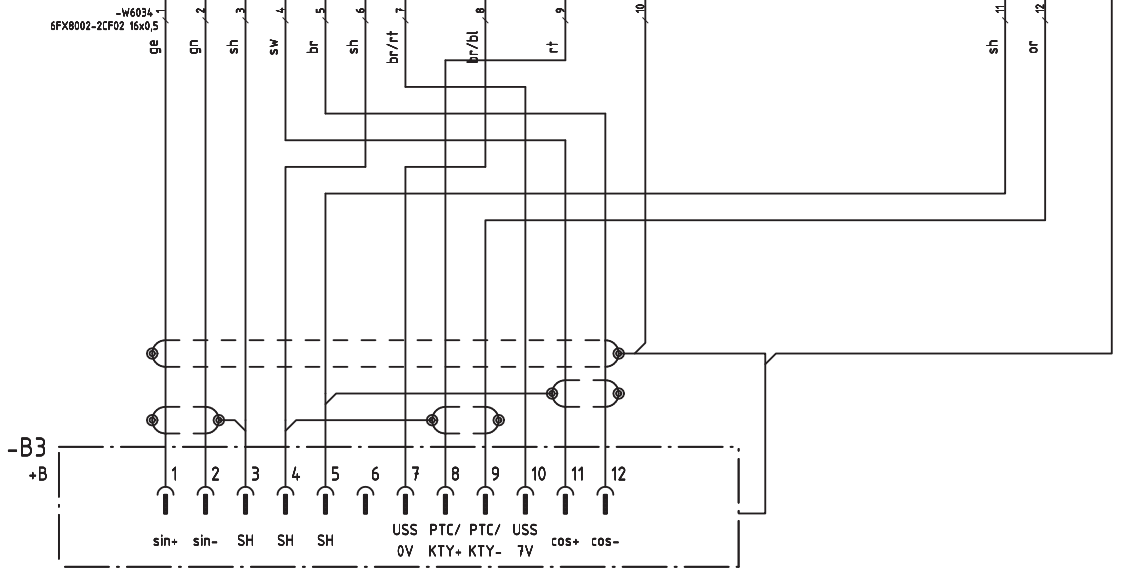 -W6034 1 2 3 4 5 6 7 8 9 10 11 12
6FX8002-2CF02 16x0,5
ge gn sh sw br sh br/rt br/bl rt sh or
-B3
+B 1 2 3 4 5 6 7 8 9 10 11 12
USS PTC/ PTC/ USS
sin+ sin- SH SH SH cos+ cos-
0V KTY+ KTY- 7V